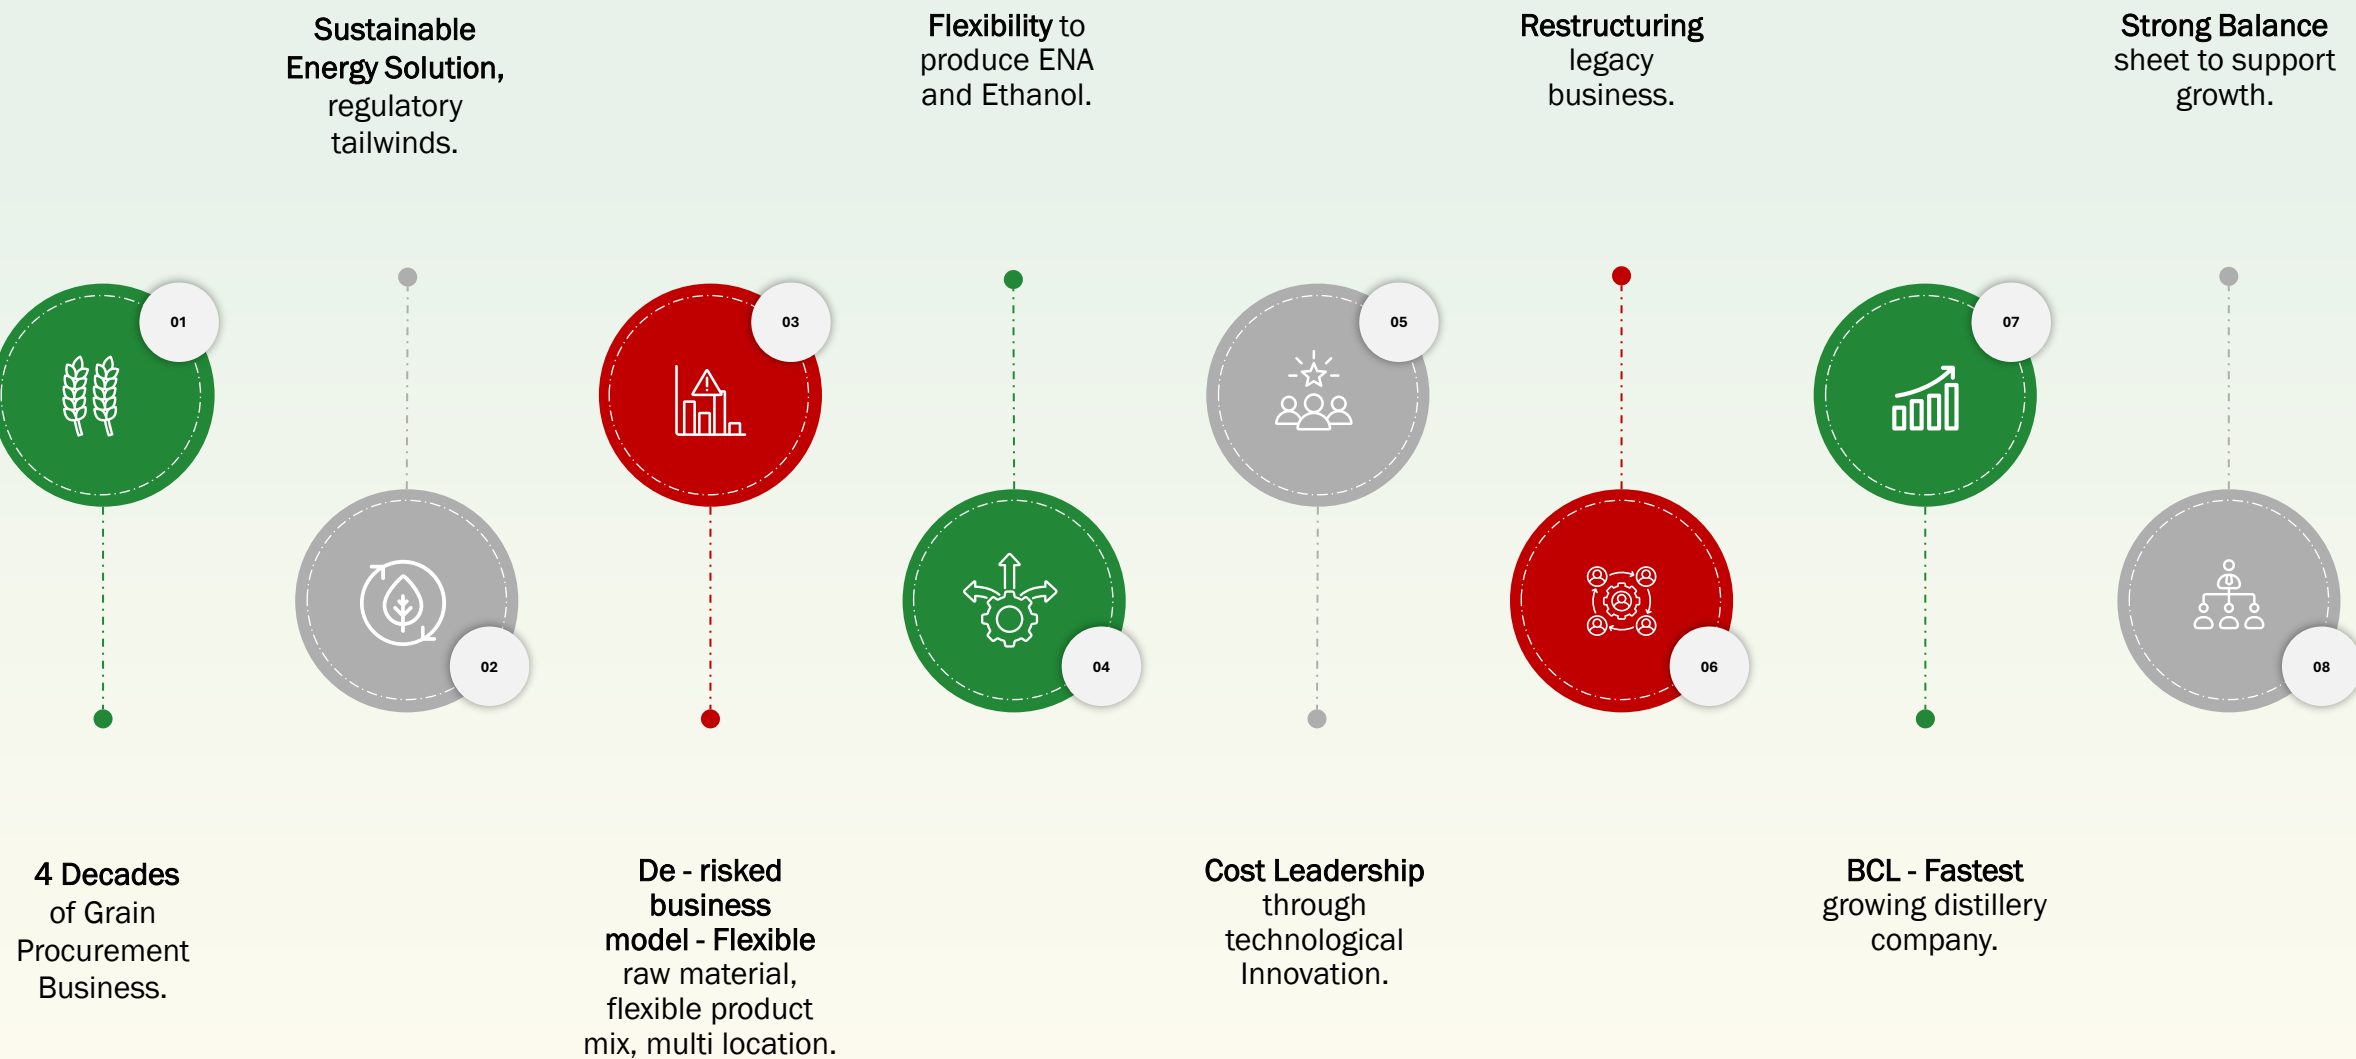 Sustainable
Energy Solution,
regulatory
tailwinds.
Flexibility to
produce ENA
and Ethanol.
Restructuring
legacy
business.
Strong Balance
sheet to support
growth.
01
03
05
07
02
04
06
08
4 Decades
of Grain
Procurement
Business.
De - risked
business
model - Flexible
raw material,
flexible product
mix, multi location.
Cost Leadership
through
technological
Innovation.
BCL - Fastest
growing distillery
company.